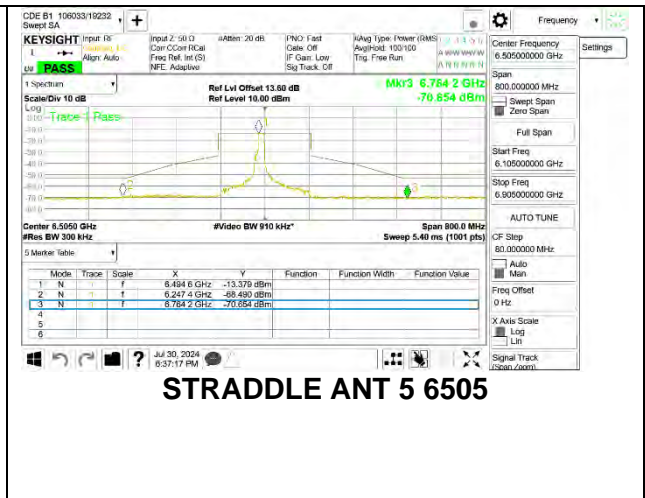 CDE B1 106033/19232
Swept SA
Frequency
KEYSIGHT Input: RF
Align: Auto
PASS
Input Z: 50 Ω
Corr CCorr RCal
Freq Ref: Int (S)
NFE: Adaptive
#Atten: 20 dB
PNO: Fast
Gate: Off
IF Gain: Low
Sig Track: Off
#Avg Type: Power (RMS)
Avg|Hold: 100/100
Trig: Free Run
Center Frequency
6.505000000 GHz
Settings
Span
800.000000 MHz
Swept Span
Zero Span
Full Span
Start Freq
6.105000000 GHz
Stop Freq
6.905000000 GHz
AUTO TUNE
CF Step
80.000000 MHz
Auto
Man
Freq Offset
0 Hz
X Axis Scale
Log
Lin
Signal Track
(Span Zoom)
1 Spectrum
Scale/Div 10 dB
Log
Ref Lvl Offset 13.60 dB
Ref Level 10.00 dBm
Mkr3 6.784 2 GHz
-70.654 dBm
Trace 1 Pass
Center 6.5050 GHz
#Res BW 300 kHz
#Video BW 910 kHz*
Span 800.0 MHz
Sweep 5.40 ms (1001 pts)
5 Marker Table
Mode Trace Scale X Y Function Function Width Function Value
1 N 1 f 6.494 6 GHz -13.379 dBm
2 N 1 f 6.247 4 GHz -68.490 dBm
3 N 1 f 6.784 2 GHz -70.654 dBm
4
5
6
Jul 30, 2024
6:37:17 PM
STRADDLE ANT 5 6505